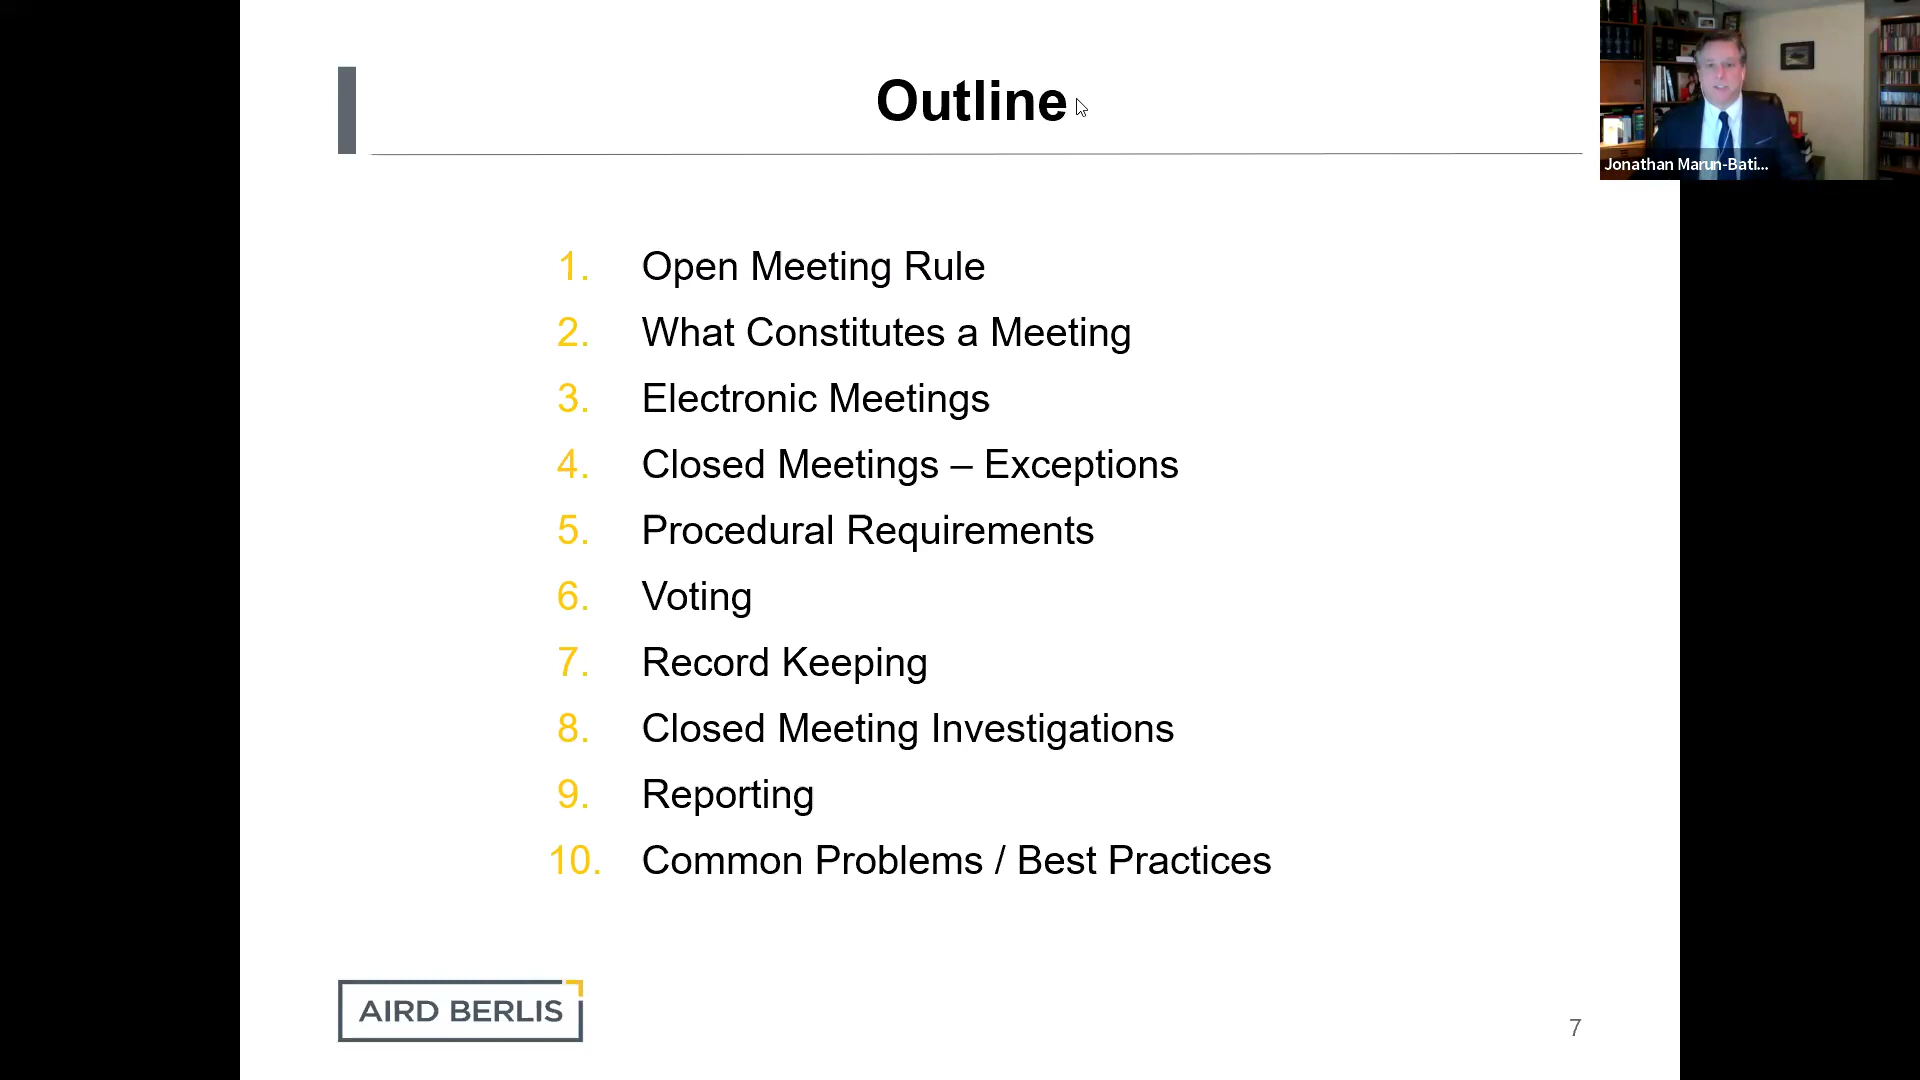 Outline
Jonathan Marun-Bati...
1. Open Meeting Rule
2. What Constitutes a Meeting
3. Electronic Meetings
4. Closed Meetings – Exceptions
5. Procedural Requirements
6. Voting
7. Record Keeping
8. Closed Meeting Investigations
9. Reporting
10. Common Problems / Best Practices
AIRD BERLIS
7